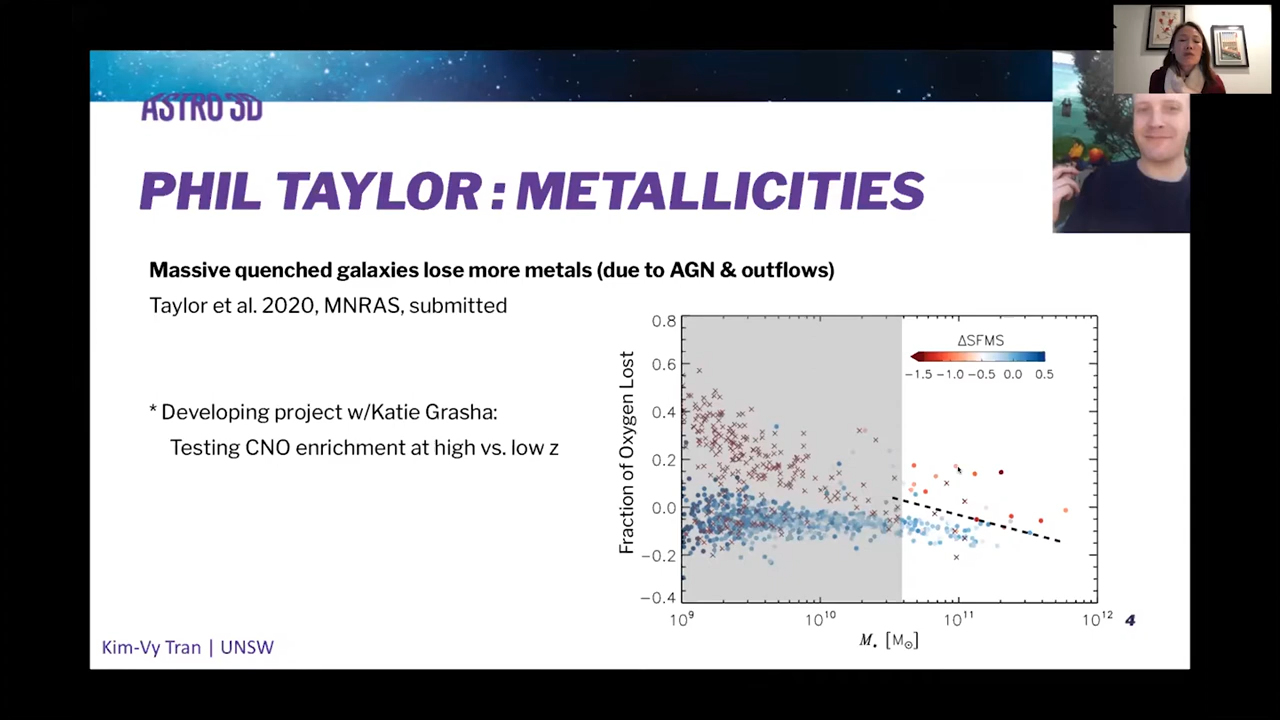 ASTRO 3D
PHIL TAYLOR : METALLICITIES
Massive quenched galaxies lose more metals (due to AGN & outflows)
Taylor et al. 2020, MNRAS, submitted
* Developing project w/Katie Grasha:
Testing CNO enrichment at high vs. low z
Fraction of Oxygen Lost
0.8
0.6
0.4
0.2
0.0
−0.2
−0.4
ΔSFMS
−1.5 −1.0 −0.5 0.0 0.5
10⁹ 10¹⁰ 10¹¹ 10¹²
M⋆ [M⊙]
4
Kim-Vy Tran | UNSW